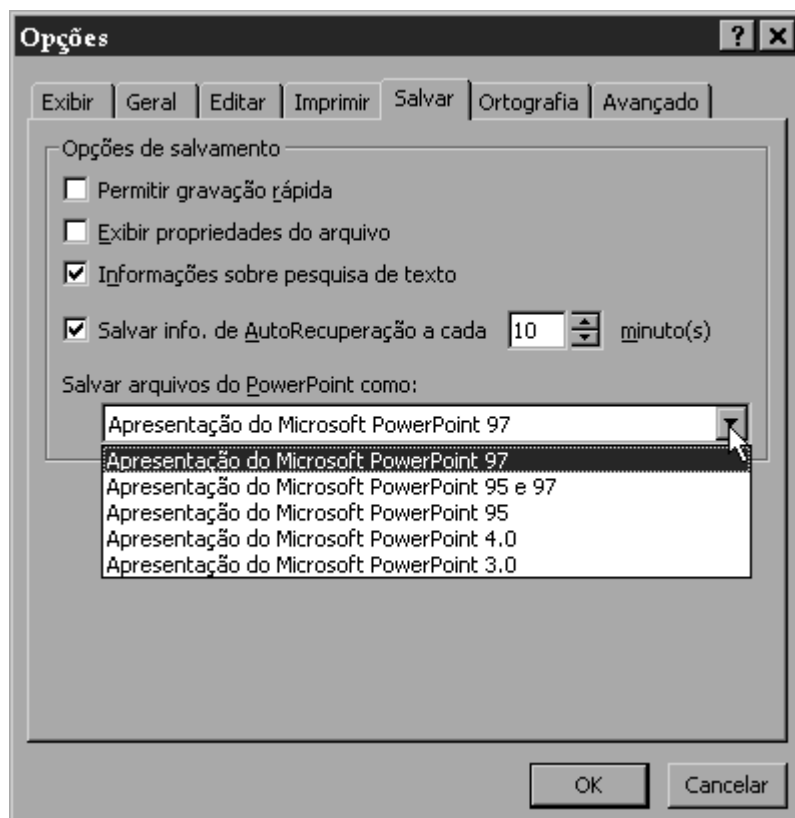 Opções
Exibir Geral Editar Imprimir Salvar Ortografia Avançado
Opções de salvamento
Permitir gravação rápida
Exibir propriedades do arquivo
Informações sobre pesquisa de texto
Salvar info. de AutoRecuperação a cada 10 minuto(s)
Salvar arquivos do PowerPoint como:
Apresentação do Microsoft PowerPoint 97
Apresentação do Microsoft PowerPoint 97
Apresentação do Microsoft PowerPoint 95 e 97
Apresentação do Microsoft PowerPoint 95
Apresentação do Microsoft PowerPoint 4.0
Apresentação do Microsoft PowerPoint 3.0
OK Cancelar